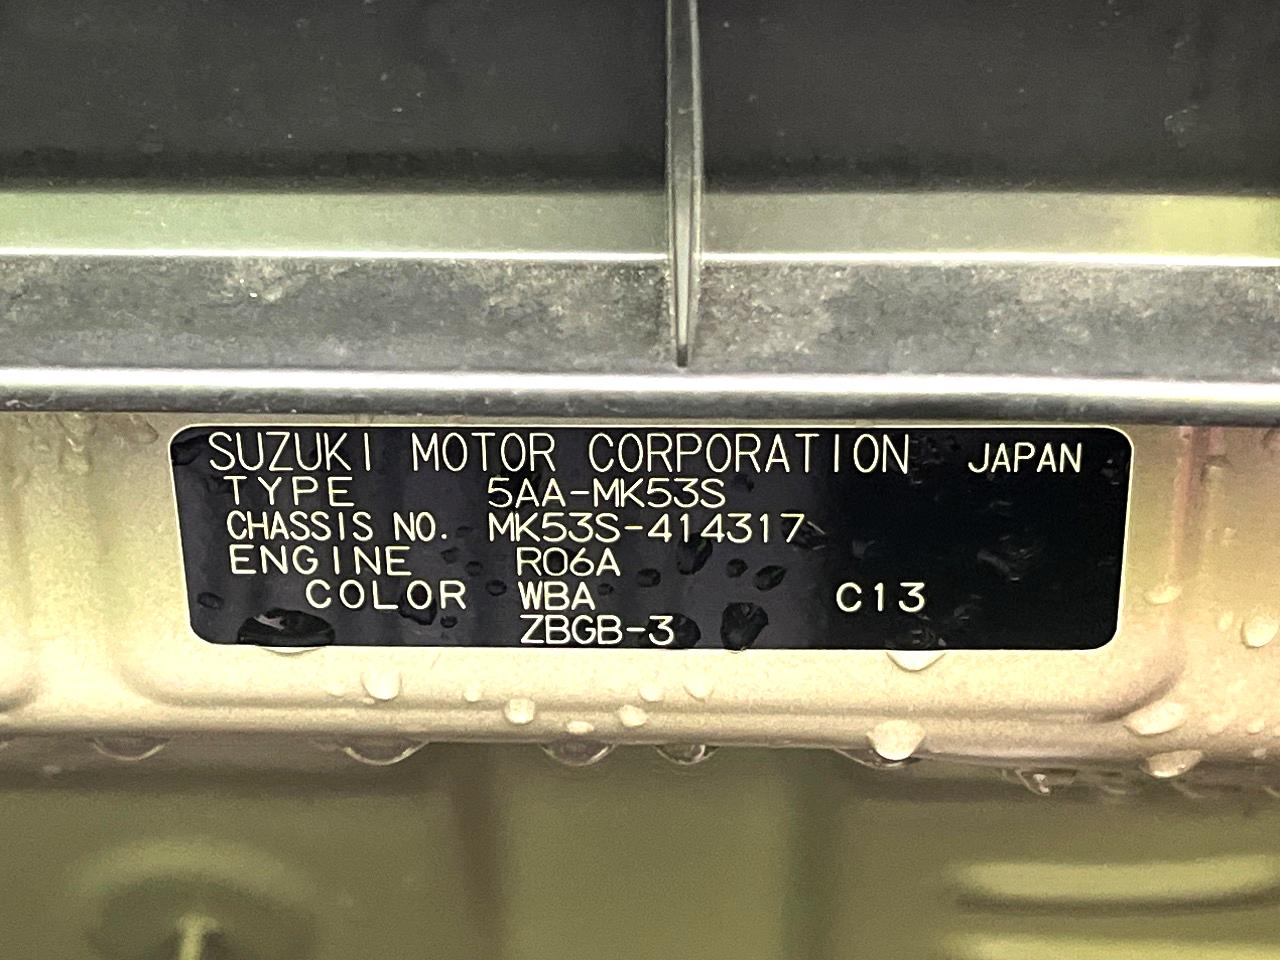 SUZUKI MOTOR CORPORATION JAPAN
TYPE 5AA-MK53S
CHASSIS NO. MK53S-414317
ENGINE R06A
COLOR WBA C13
ZBGB-3